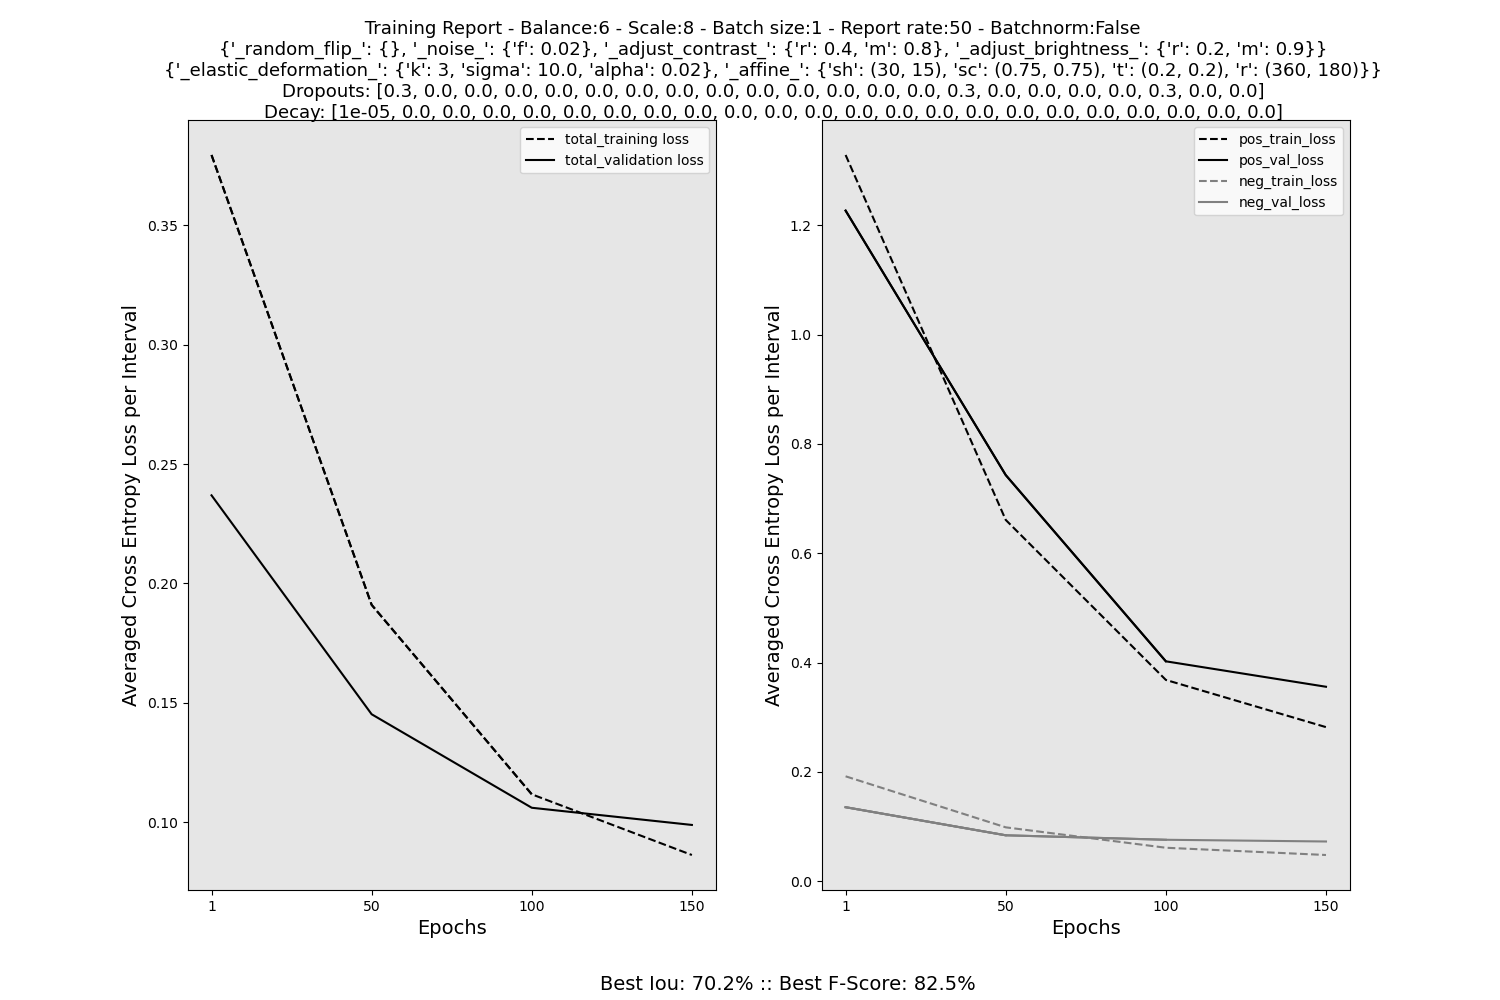 Training Report - Balance:6 - Scale:8 - Batch size:1 - Report rate:50 - Batchnorm:False
{'_random_flip_': {}, '_noise_': {'f': 0.02}, '_adjust_contrast_': {'r': 0.4, 'm': 0.8}, '_adjust_brightness_': {'r': 0.2, 'm': 0.9}}
{'_elastic_deformation_': {'k': 3, 'sigma': 10.0, 'alpha': 0.02}, '_affine_': {'sh': (30, 15), 'sc': (0.75, 0.75), 't': (0.2, 0.2), 'r': (360, 180)}}
Dropouts: [0.3, 0.0, 0.0, 0.0, 0.0, 0.0, 0.0, 0.0, 0.0, 0.0, 0.0, 0.0, 0.0, 0.0, 0.3, 0.0, 0.0, 0.0, 0.0, 0.3, 0.0, 0.0]
Decay: [1e-05, 0.0, 0.0, 0.0, 0.0, 0.0, 0.0, 0.0, 0.0, 0.0, 0.0, 0.0, 0.0, 0.0, 0.0, 0.0, 0.0, 0.0, 0.0, 0.0, 0.0, 0.0, 0.0]
total_training loss
total_validation loss
0.35
0.30
0.25
0.20
0.15
0.10
Averaged Cross Entropy Loss per Interval
1 50 100 150
Epochs
pos_train_loss
pos_val_loss
neg_train_loss
neg_val_loss
1.2
1.0
0.8
0.6
0.4
0.2
0.0
Averaged Cross Entropy Loss per Interval
1 50 100 150
Epochs
Best Iou: 70.2% :: Best F-Score: 82.5%